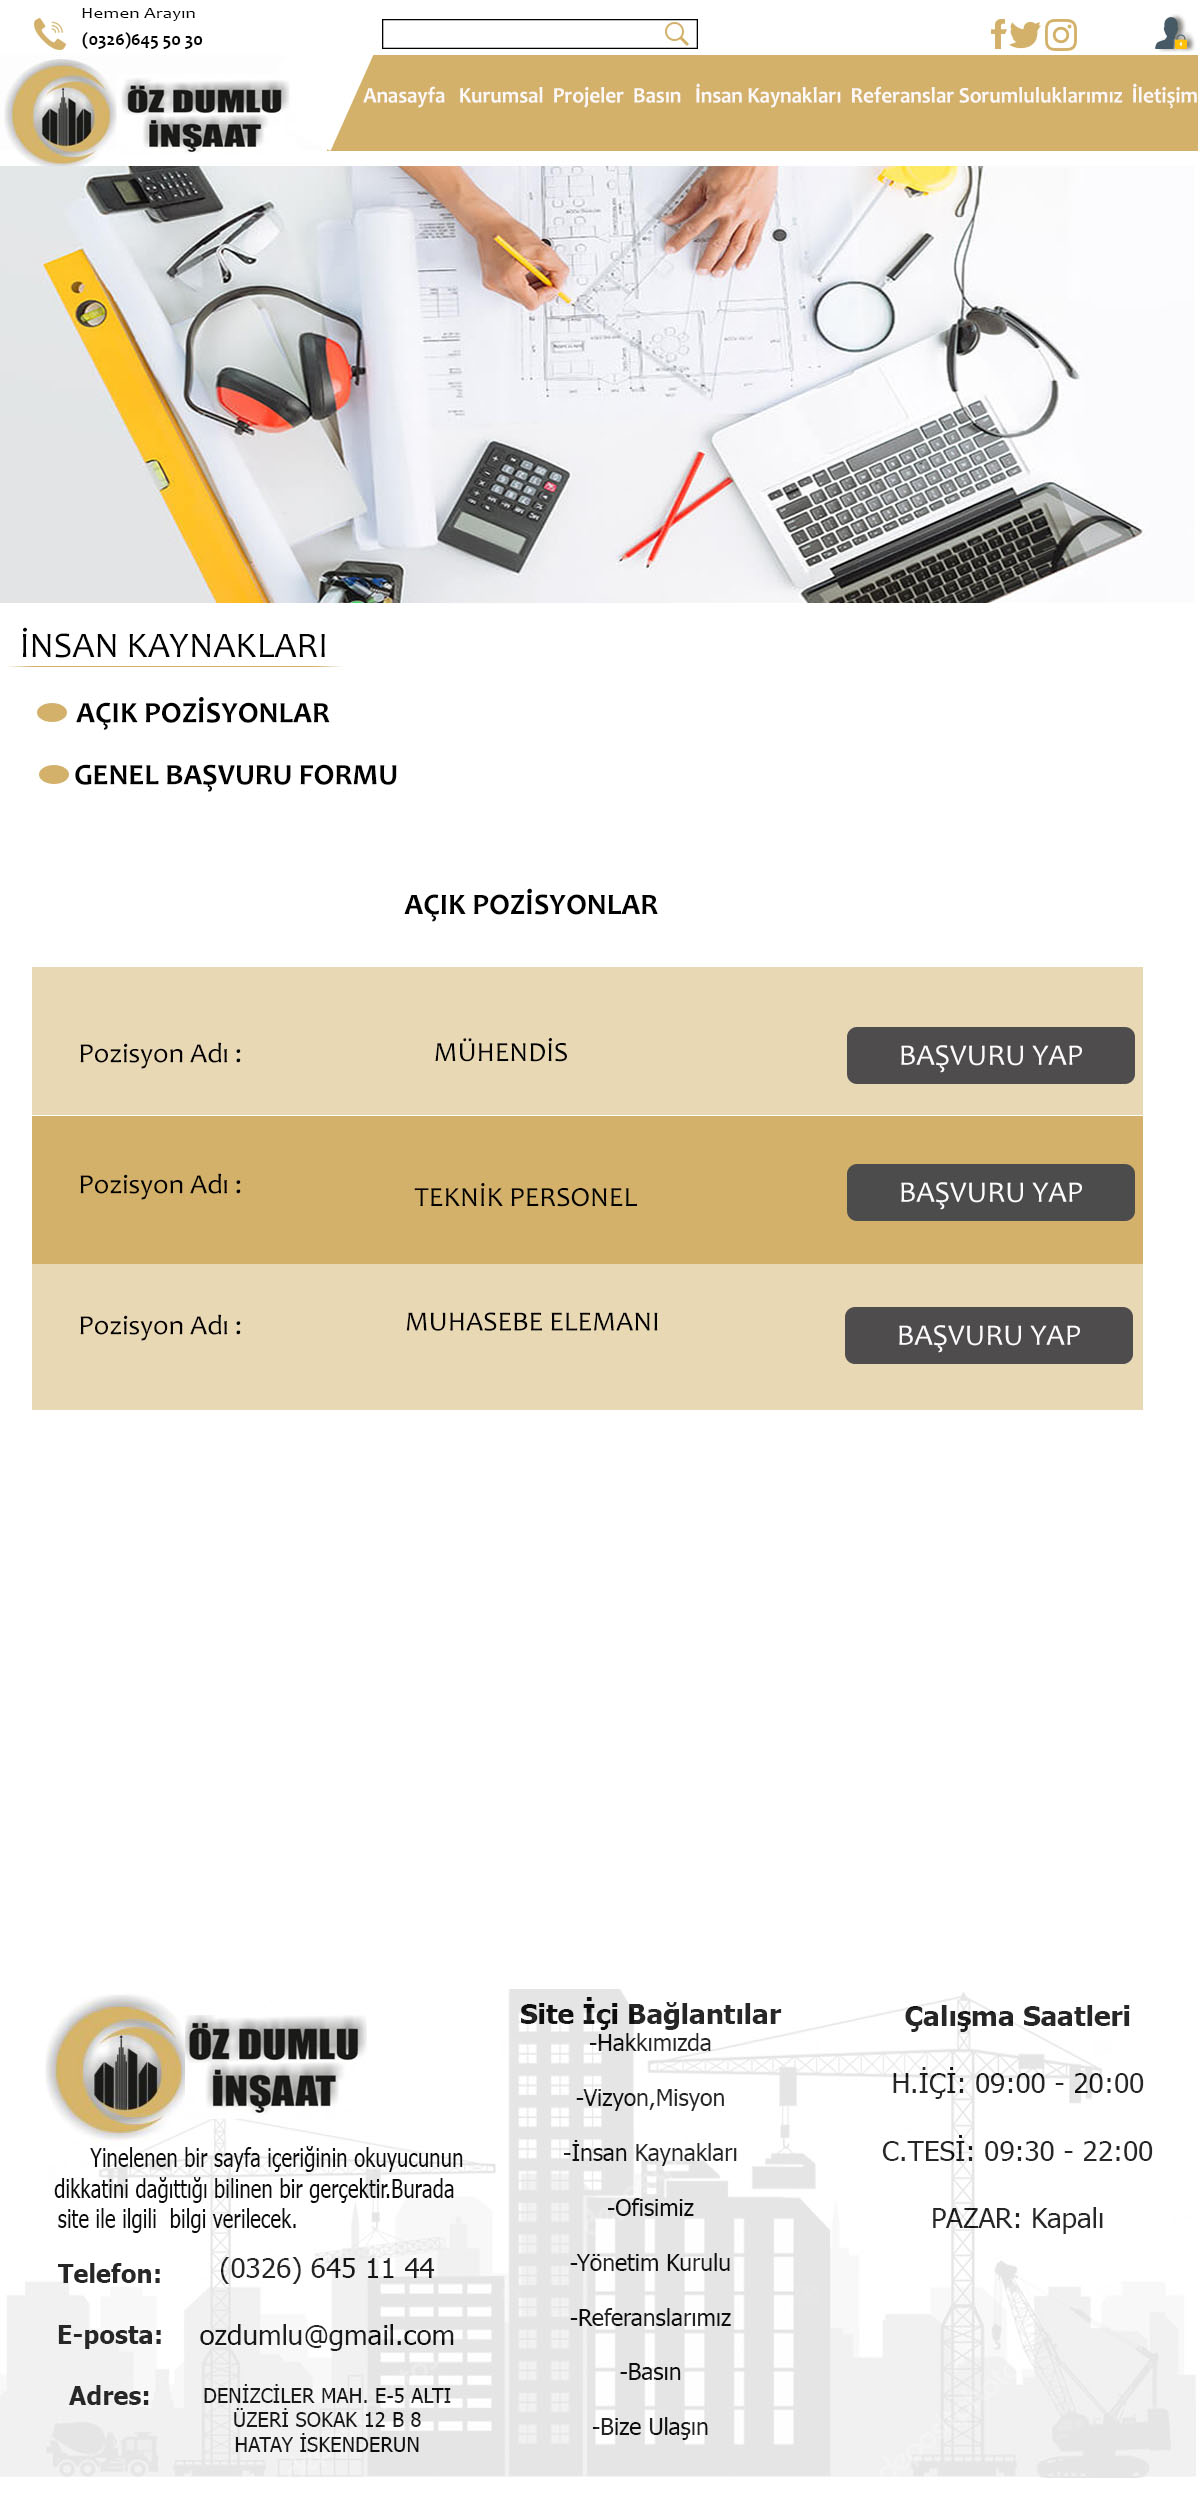 Hemen Arayın
(0326)645 50 30
ÖZ DUMLU
İNŞAAT
Anasayfa Kurumsal Projeler Basın İnsan Kaynakları Referanslar Sorumluluklarımız İletişim
İNSAN KAYNAKLARI
AÇIK POZİSYONLAR
GENEL BAŞVURU FORMU
AÇIK POZİSYONLAR
Pozisyon Adı : MÜHENDİS BAŞVURU YAP
Pozisyon Adı : TEKNİK PERSONEL BAŞVURU YAP
Pozisyon Adı : MUHASEBE ELEMANI BAŞVURU YAP
ÖZ DUMLU
İNŞAAT
Yinelenen bir sayfa içeriğinin okuyucunun
dikkatini dağıttığı bilinen bir gerçektir.Burada
site ile ilgili bilgi verilecek.
Telefon: (0326) 645 11 44
E-posta: ozdumlu@gmail.com
Adres: DENİZCİLER MAH. E-5 ALTI
ÜZERİ SOKAK 12 B 8
HATAY İSKENDERUN
Site İçi Bağlantılar
-Hakkımızda
-Vizyon,Misyon
-İnsan Kaynakları
-Ofisimiz
-Yönetim Kurulu
-Referanslarımız
-Basın
-Bize Ulaşın
Çalışma Saatleri
H.İÇİ: 09:00 - 20:00
C.TESİ: 09:30 - 22:00
PAZAR: Kapalı